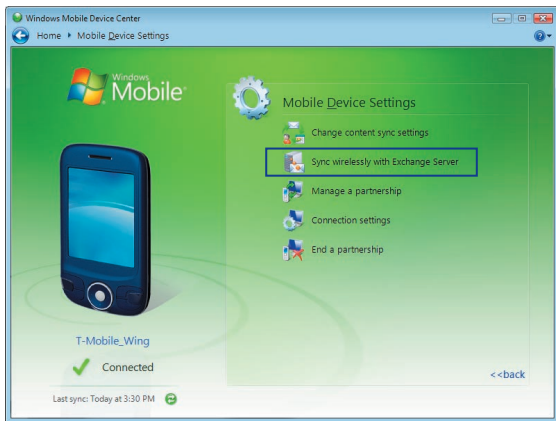 Windows Mobile Device Center
Home ▸ Mobile Device Settings
Windows
Mobile®
Mobile Device Settings
Change content sync settings
Sync wirelessly with Exchange Server
Manage a partnership
Connection settings
End a partnership
T-Mobile_Wing
Connected
<<back
Last sync: Today at 3:30 PM